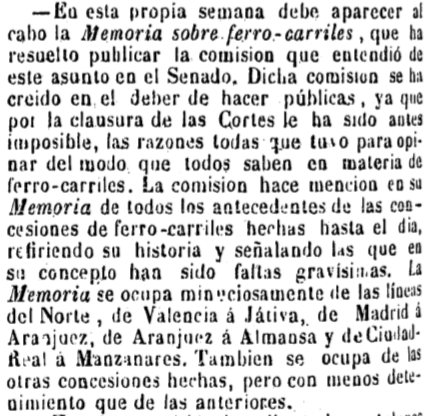 —En esta propia semana debe aparecer al
cabo la Memoria sobre ferro-carriles, que ha
resuelto publicar la comision que entendió de
este asunto en el Senado. Dicha comision se ha
creido en el deber de hacer públicas, ya que
por la clausura de las Cortes le ha sido antes
imposible, las razones todas que tuvo para opi-
nar del modo que todos saben en materia de
ferro-carriles. La comision hace mencion en su
Memoria de todos los antecedentes de las con-
cesiones de ferro-carriles hechas hasta el dia,
refiriendo su historia y señalando las que en
su concepto han sido faltas gravísimas. La
Memoria se ocupa minuciosamente de las líneas
del Norte, de Valencia á Játiva, de Madrid á
Aranjuez, de Aranjuez á Almansa y de Ciudad-
Real á Manzanares. Tambien se ocupa de las
otras concesiones hechas, pero con menos dete-
nimiento que de las anteriores.